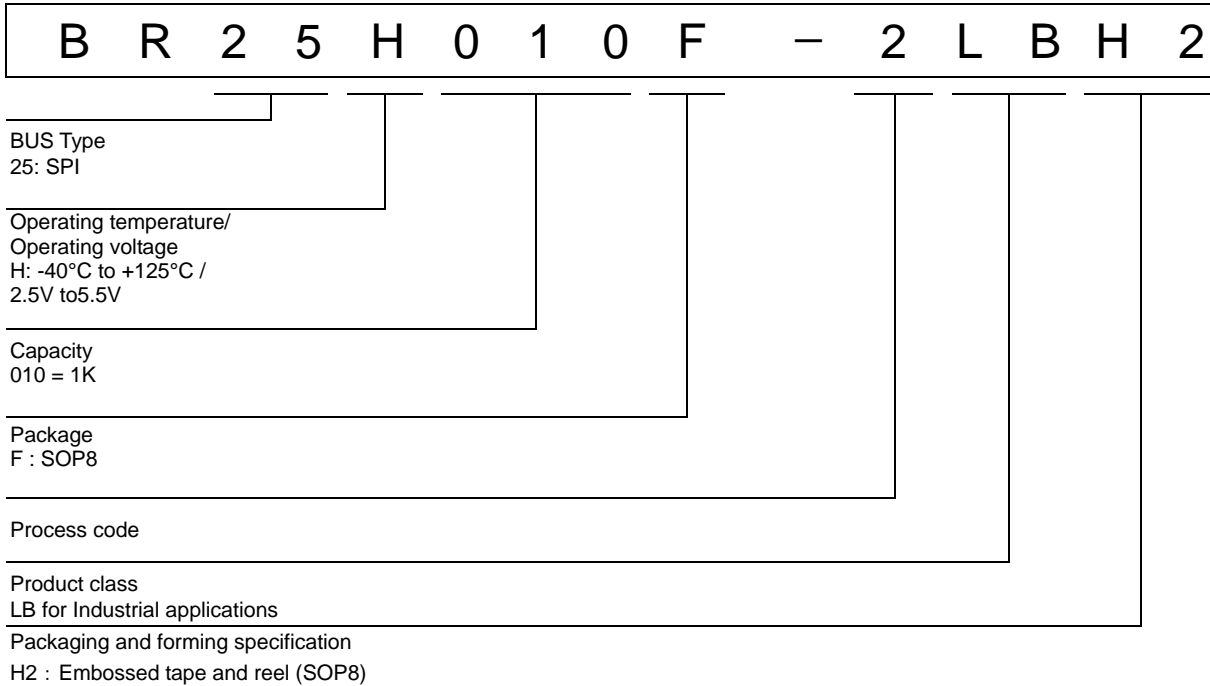 B R 2 5 H 0 1 0 F － 2 L B H 2
BUS Type
25: SPI
Operating temperature/
Operating voltage
H: -40°C to +125°C /
2.5V to5.5V
Capacity
010 = 1K
Package
F : SOP8
Process code
Product class
LB for Industrial applications
Packaging and forming specification
H2：Embossed tape and reel (SOP8)